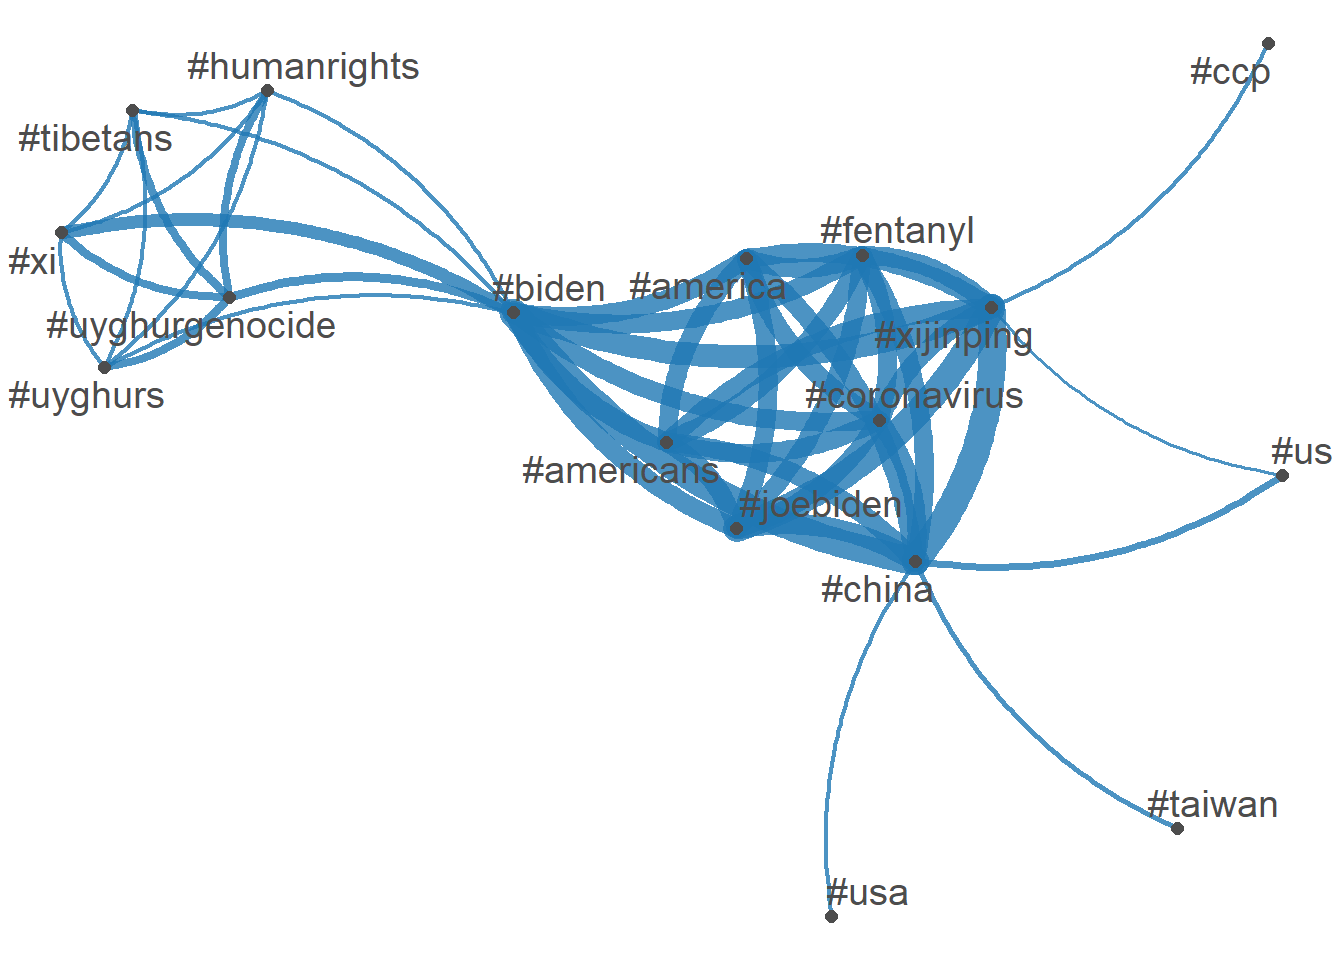 #humanrights
#ccp
#tibetans
#fentanyl
#xi
#biden
#america
#uyghurgenocide
#xijinping
#uyghurs
#coronavirus
#us
#americans
#joebiden
#china
#taiwan
#usa